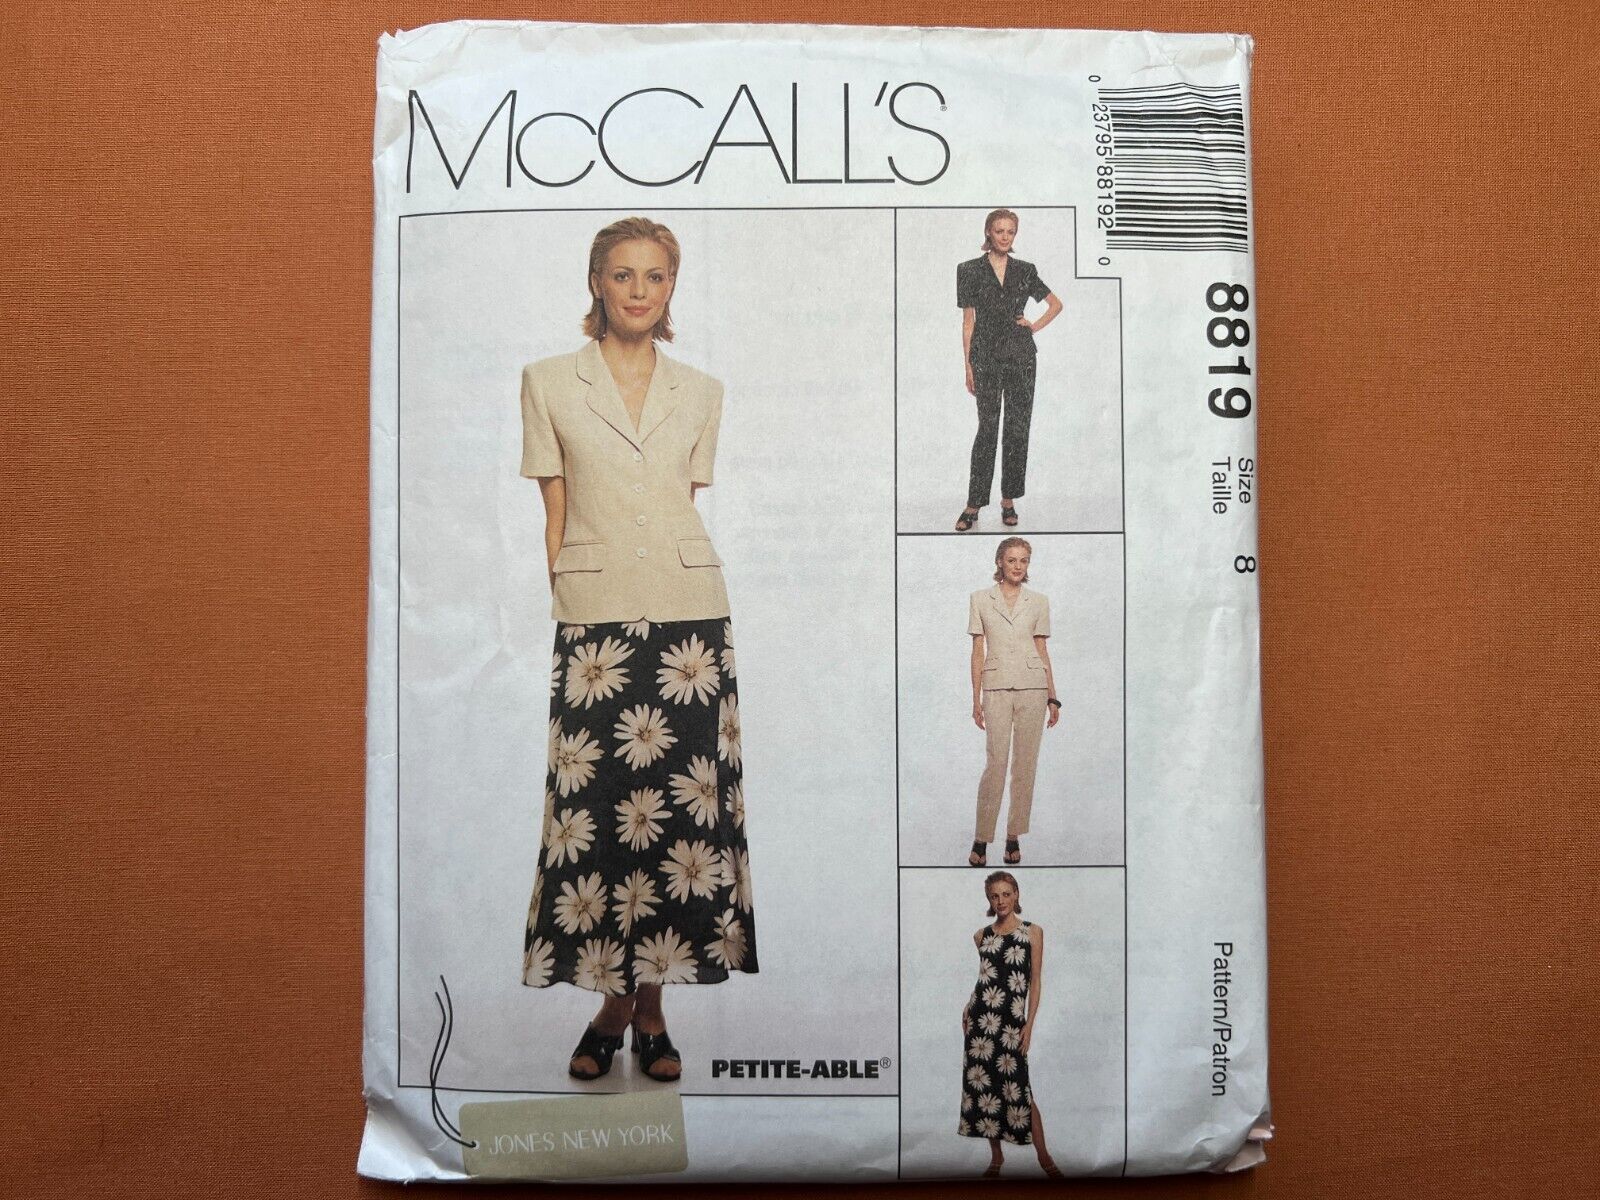 McCALL'S®
0 23795 88192 0
8819
Size 8
Taille
Pattern/Patron
PETITE-ABLE®
JONES NEW YORK